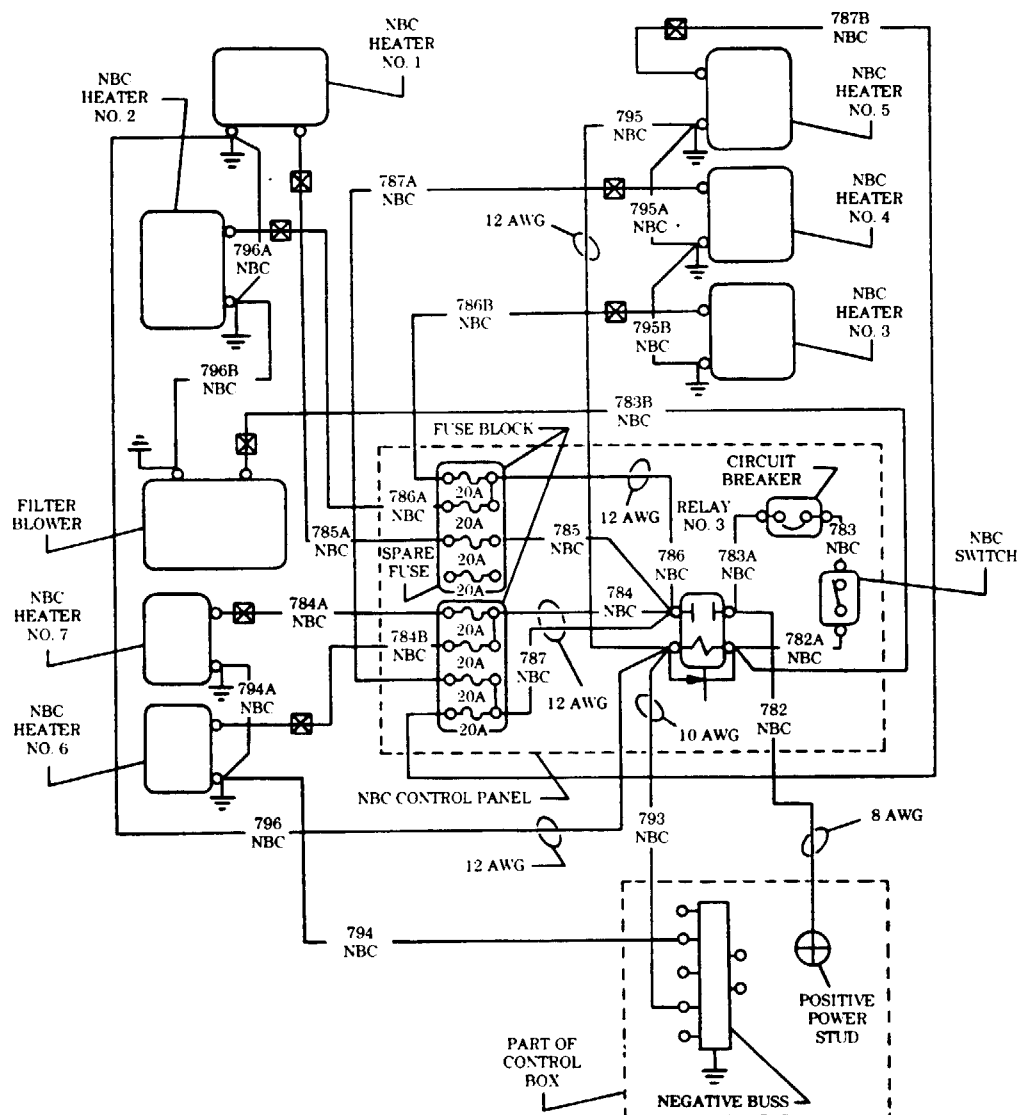 NBC
HEATER
NO. 1
787B
NBC
NBC
HEATER
NO. 2
NBC
HEATER
NO. 5
795
NBC
787A
NBC
NBC
HEATER
NO. 4
12 AWG
795A
NBC
796A
NBC
786B
NBC
NBC
HEATER
NO. 3
795B
NBC
796B
NBC
783B
NBC
FUSE BLOCK
CIRCUIT
BREAKER
FILTER
BLOWER
20A
786A
NBC
20A
12 AWG
RELAY
NO. 3
785A
NBC
785
NBC
786
NBC
783A
NBC
783
NBC
NBC
SWITCH
20A
SPARE
FUSE
20A
NBC
HEATER
NO. 7
784A
NBC
784
NBC
20A
784B
NBC
20A
787
NBC
782A
NBC
794A
NBC
20A
12 AWG
NBC
HEATER
NO. 6
20A
10 AWG
782
NBC
NBC CONTROL PANEL
796
NBC
793
NBC
8 AWG
12 AWG
794
NBC
POSITIVE
POWER
STUD
PART OF
CONTROL
BOX
NEGATIVE BUSS